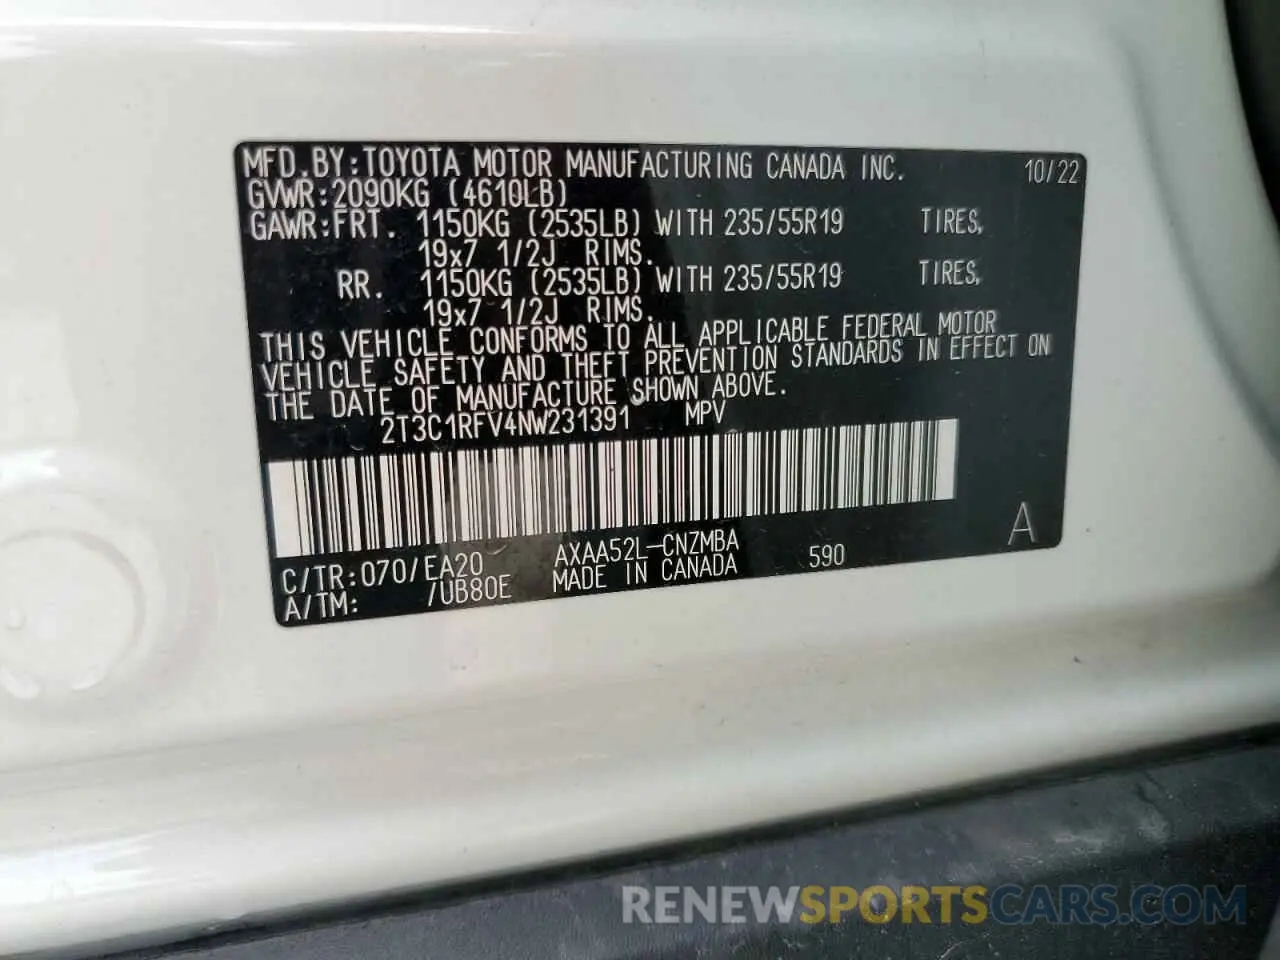 MFD.BY:TOYOTA MOTOR MANUFACTURING CANADA INC. 10/22
GVWR:2090KG (4610LB)
GAWR:FRT. 1150KG (2535LB) WITH 235/55R19 TIRES,
19x7 1/2J RIMS.
RR. 1150KG (2535LB) WITH 235/55R19 TIRES,
19x7 1/2J RIMS.
THIS VEHICLE CONFORMS TO ALL APPLICABLE FEDERAL MOTOR
VEHICLE SAFETY AND THEFT PREVENTION STANDARDS IN EFFECT ON
THE DATE OF MANUFACTURE SHOWN ABOVE.
2T3C1RFV4NW231391 MPV
C/TR:070/EA20 AXAA52L-CNZMBA 590 A
A/TM: /UB80E MADE IN CANADA
RENEWSPORTSCARS.COM